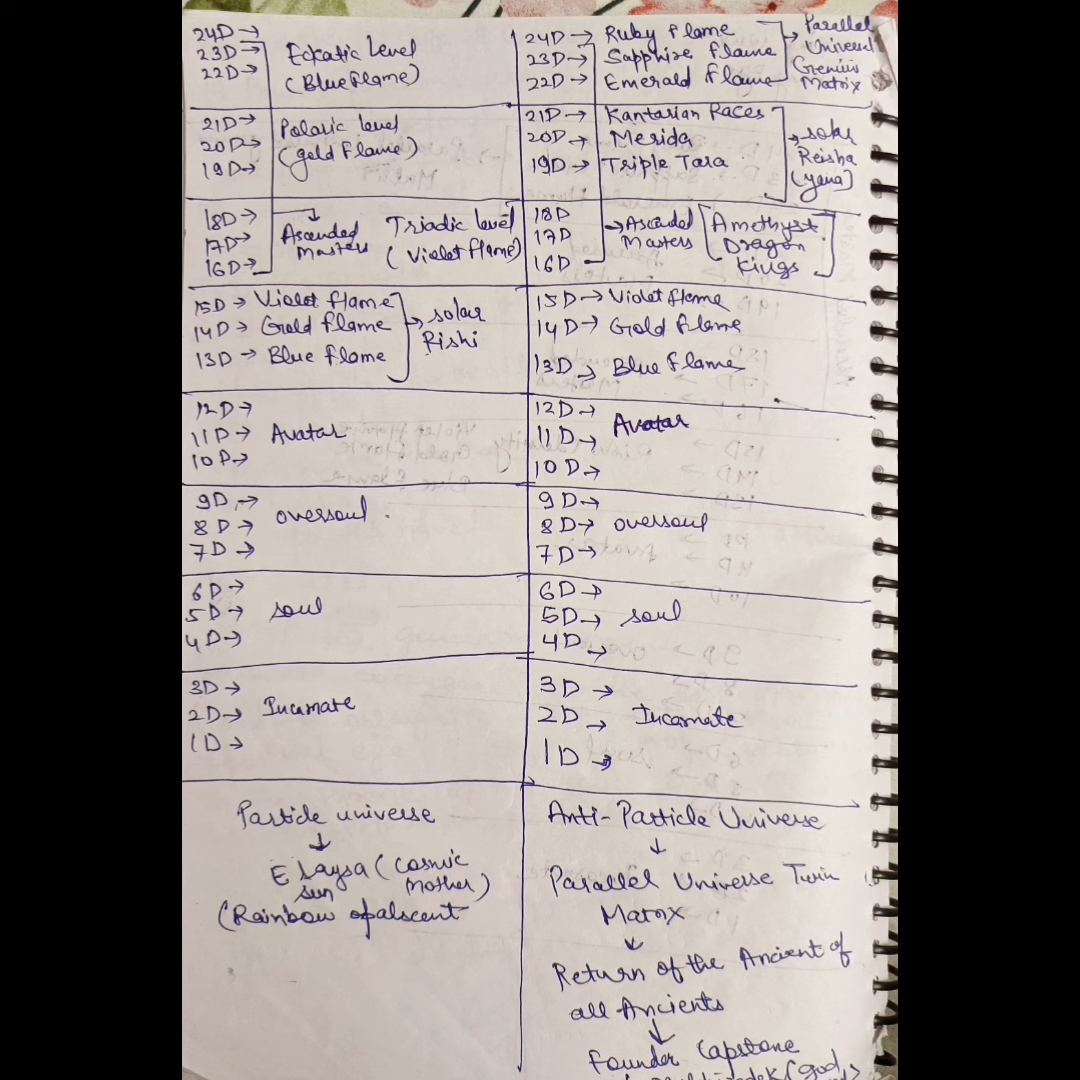 24D→
23D→
22D→
Eckatic Level
(Blue flame)
21D→
20D→
19D→
Polaric level
(gold flame)
18D→
17D→
16D→
Ascended
Masters
Triadic level
(Violet flame)
15D → Violet flame
14D → Gold flame
13D → Blue flame
→ solar
Rishi
12D→
11D→ Avatar
10D→
9D→
8D→ oversoul
7D→
6D→
5D→ soul
4D→
3D→
2D→ Incarnate
1D→
Particle universe
↓
Elaysa (cosmic
sun mother)
(Rainbow opalscent
24D→ Ruby flame
23D→ Sapphire flame
22D→ Emerald flame
→ Parallel
Universe
Matrix
21D→ Kantarian Races
20D→ Merida
19D→ Triple Tara
→ solar
Reisha
(yana)
18D
17D
16D
→ Ascended
Masters
[Amethyst
Dragon
Kings]
15D→ Violet flame
14D→ Gold flame
13D→ Blue flame
12D→
11D→ Avatar
10D→
9D→
8D→ oversoul
7D→
6D→
5D→ soul
4D→
3D→
2D→ Incarnate
1D→
Anti-Particle Universe
↓
Parallel Universe Twin
Matrix
↓
Return of the Ancient of
all Ancients
↓
Founder Capstone
(god